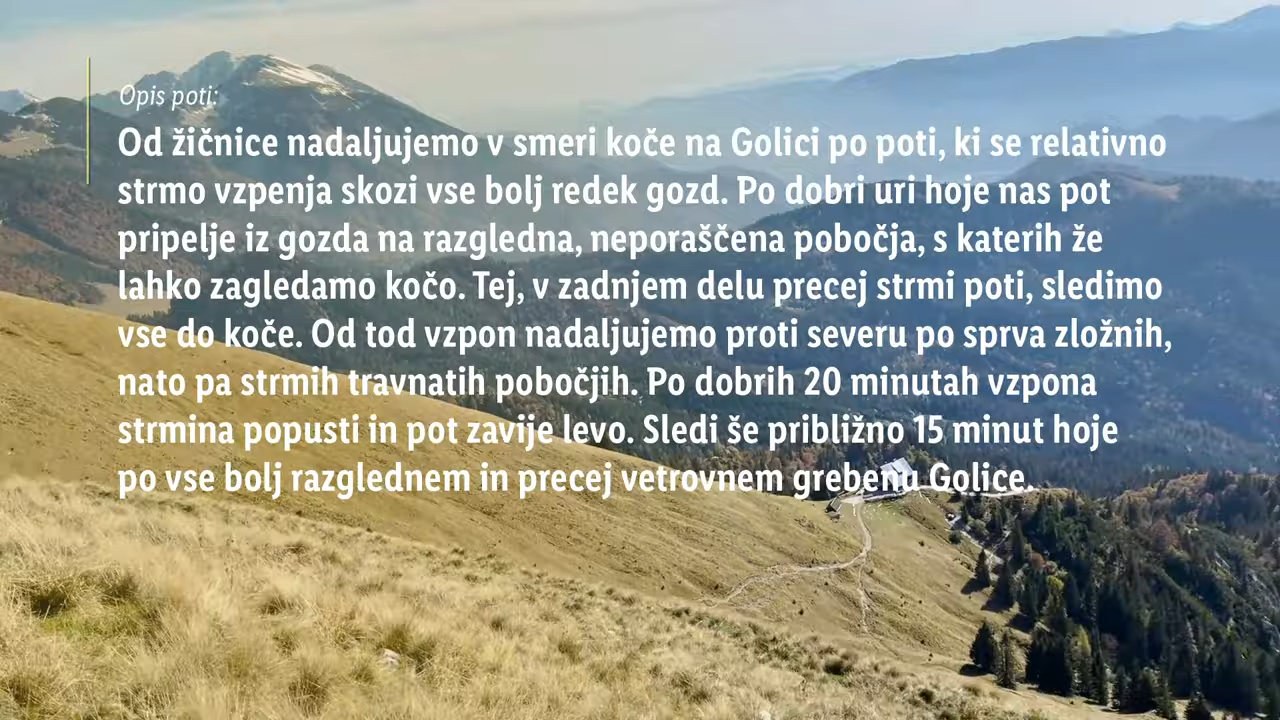 Opis poti:
Od žičnice nadaljujemo v smeri koče na Golici po poti, ki se relativno
strmo vzpenja skozi vse bolj redek gozd. Po dobri uri hoje nas pot
pripelje iz gozda na razgledna, neporaščena pobočja, s katerih že
lahko zagledamo kočo. Tej, v zadnjem delu precej strmi poti, sledimo
vse do koče. Od tod vzpon nadaljujemo proti severu po sprva zložnih,
nato pa strmih travnatih pobočjih. Po dobrih 20 minutah vzpona
strmina popusti in pot zavije levo. Sledi še približno 15 minut hoje
po vse bolj razglednem in precej vetrovnem grebenu Golice.